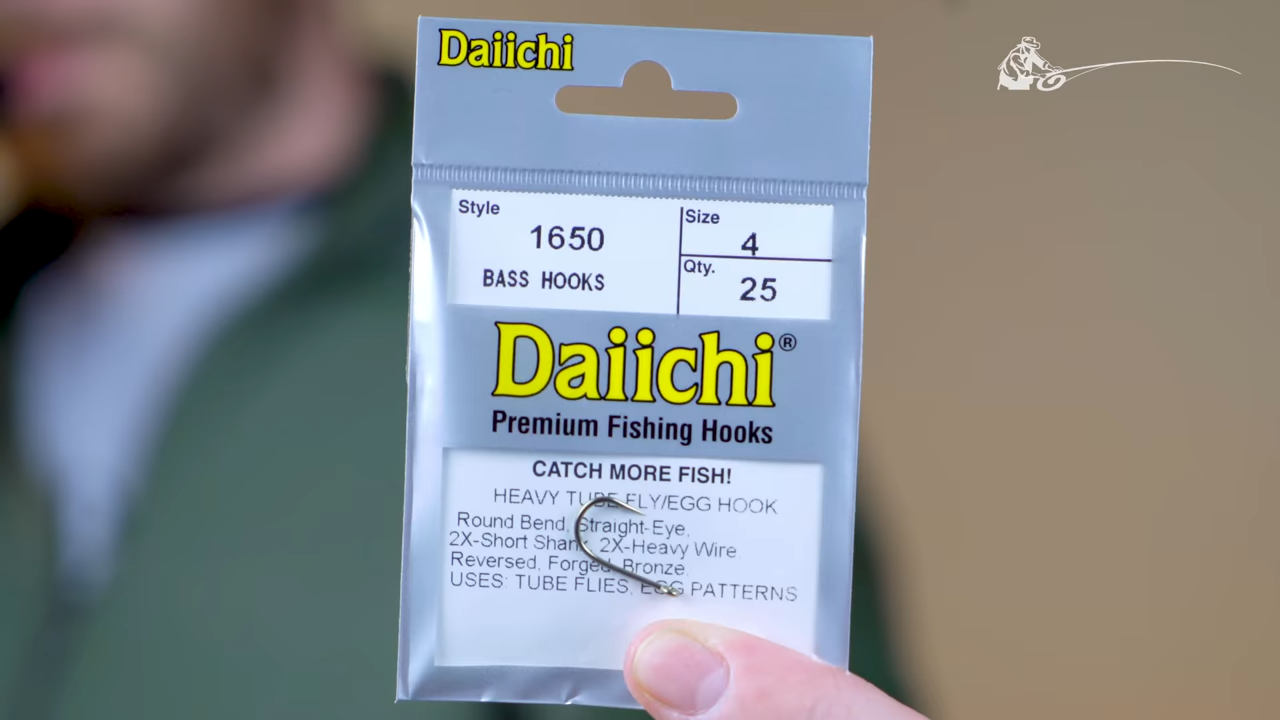 Daiichi
Style
1650
BASS HOOKS
Size
4
Qty.
25
Daiichi®
Premium Fishing Hooks
CATCH MORE FISH!
HEAVY TUBE FLY/EGG HOOK
Round Bend, Straight-Eye,
2X-Short Shank, 2X-Heavy Wire
Reversed, Forged, Bronze.
USES: TUBE FLIES, EGG PATTERNS